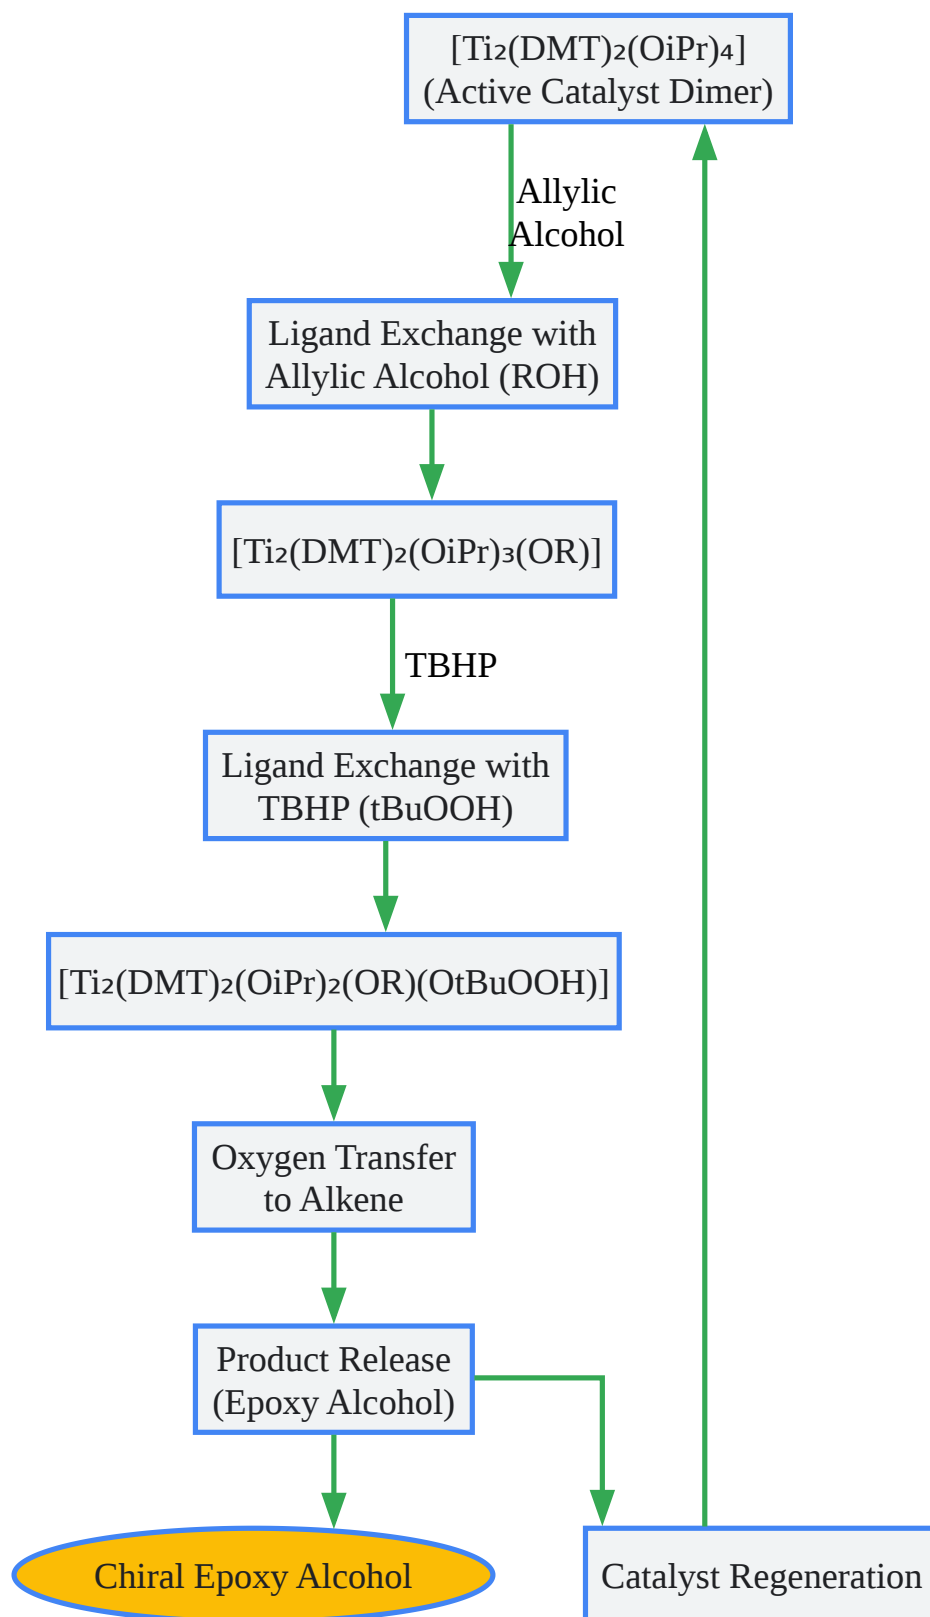 [Ti₂(DMT)₂(OiPr)₄]
(Active Catalyst Dimer)
Allylic
Alcohol
Ligand Exchange with
Allylic Alcohol (ROH)
[Ti₂(DMT)₂(OiPr)₃(OR)]
TBHP
Ligand Exchange with
TBHP (tBuOOH)
[Ti₂(DMT)₂(OiPr)₂(OR)(OtBuOOH)]
Oxygen Transfer
to Alkene
Product Release
(Epoxy Alcohol)
Chiral Epoxy Alcohol
Catalyst Regeneration